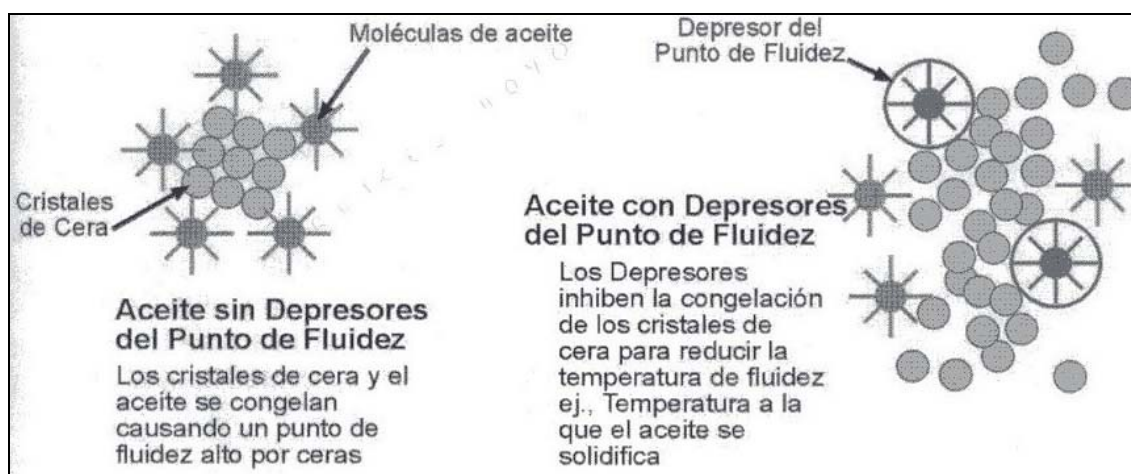 Moléculas de aceite
Cristales
de Cera
Aceite sin Depresores
del Punto de Fluidez
Los cristales de cera y el
aceite se congelan
causando un punto de
fluidez alto por ceras
Depresor del
Punto de Fluidez
Aceite con Depresores
del Punto de Fluidez
Los Depresores
inhiben la congelación
de los cristales de
cera para reducir la
temperatura de fluidez
ej., Temperatura a la
que el aceite se
solidifica